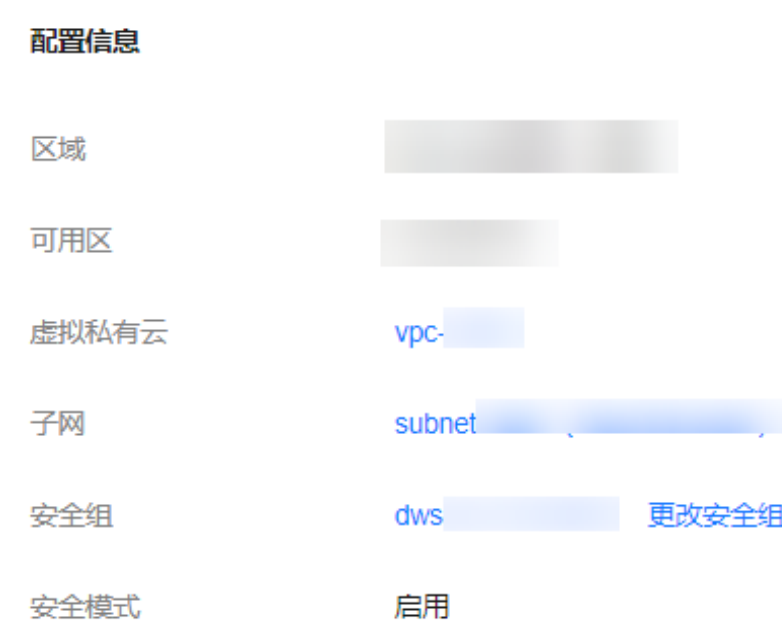 配置信息
区域
可用区
虚拟私有云 vpc-
子网 subnet
安全组 dws 更改安全组
安全模式 启用